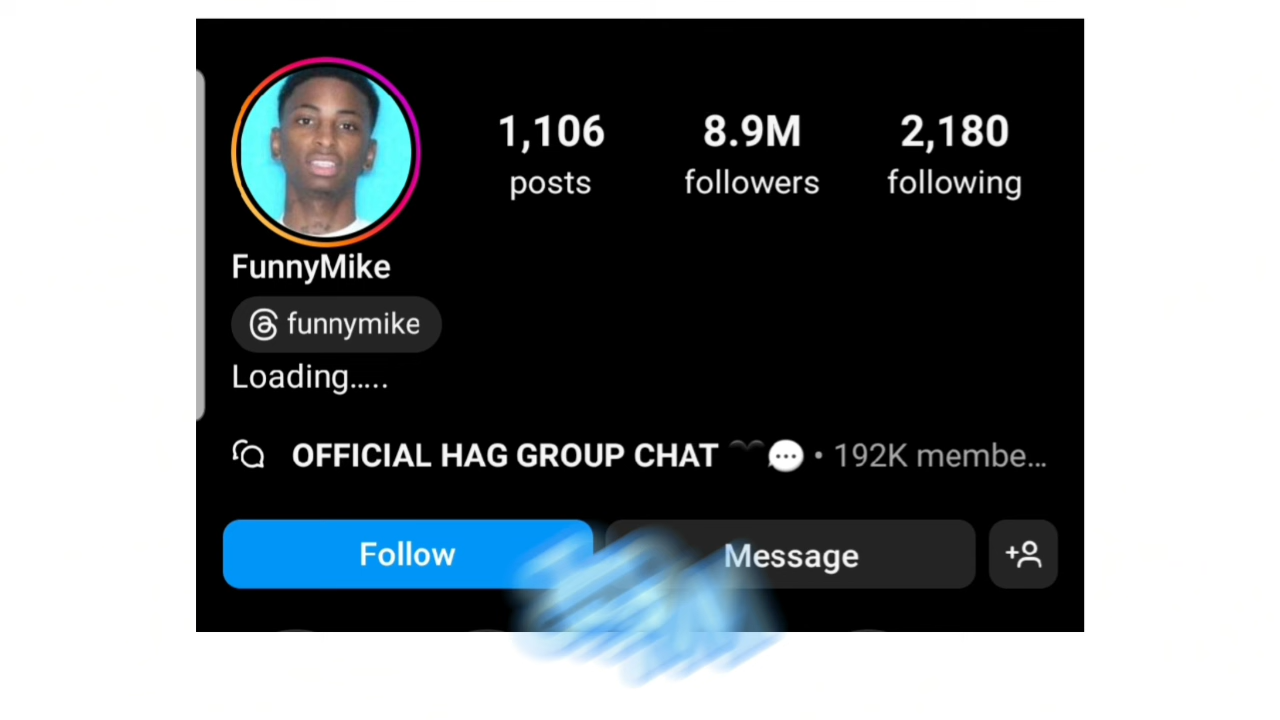 1,106 8.9M 2,180
posts followers following
FunnyMike
funnymike
Loading.....
OFFICIAL HAG GROUP CHAT 💬 • 192K membe...
Follow Message